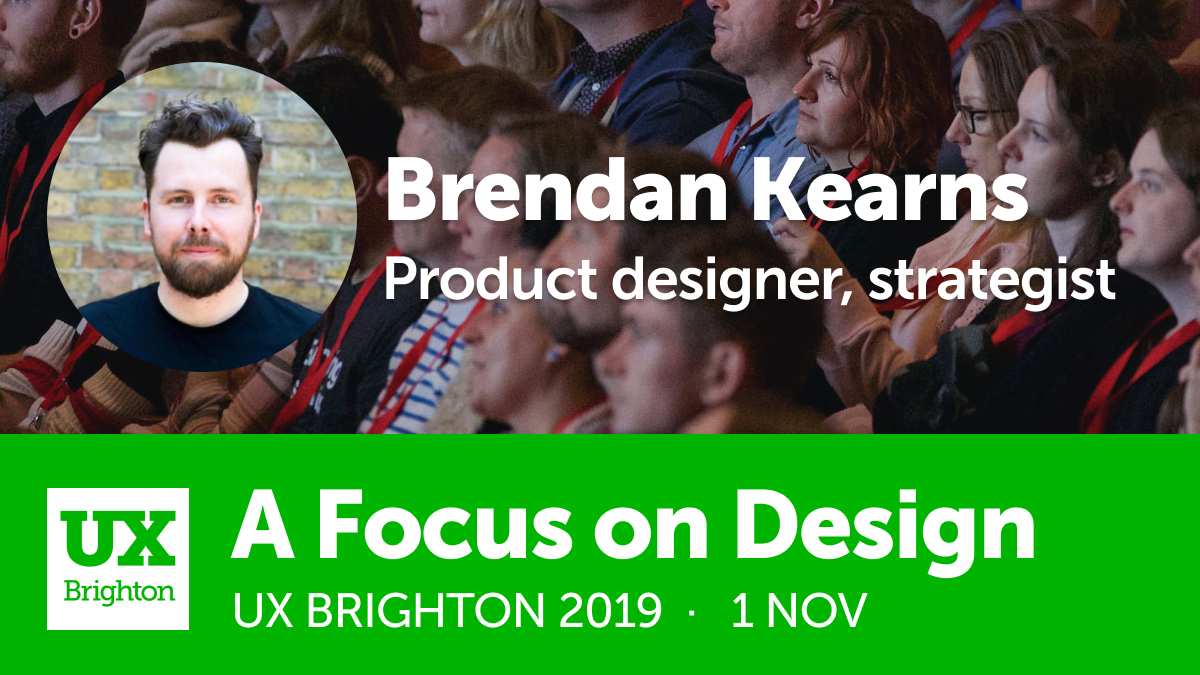 Brendan Kearns
Product designer, strategist
UX
Brighton
A Focus on Design
UX BRIGHTON 2019 · 1 NOV